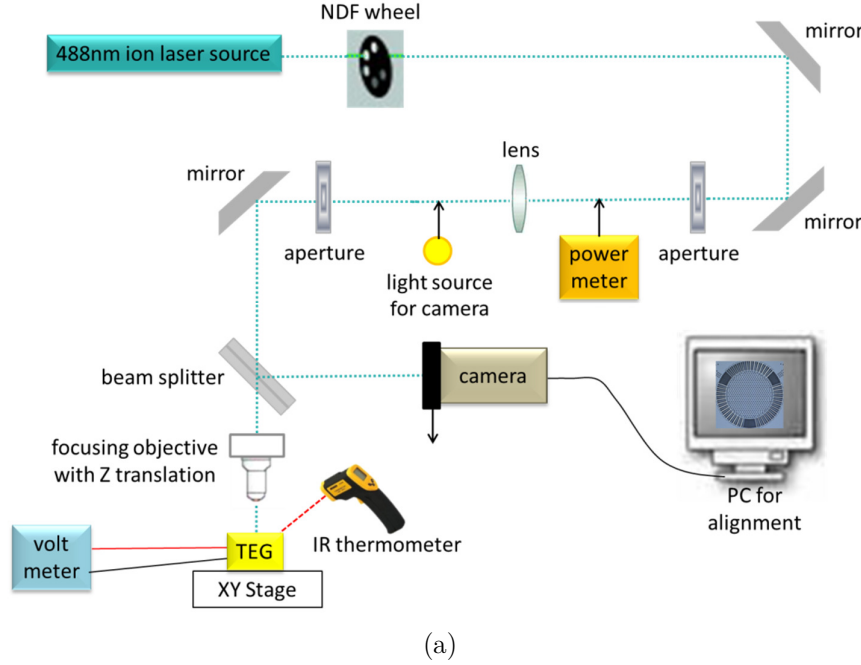 NDF wheel
488nm ion laser source
mirror
lens
mirror
aperture
light source
for camera
power
meter
aperture
mirror
beam splitter
camera
focusing objective
with Z translation
IR thermometer
PC for
alignment
volt
meter
TEG
XY Stage
(a)